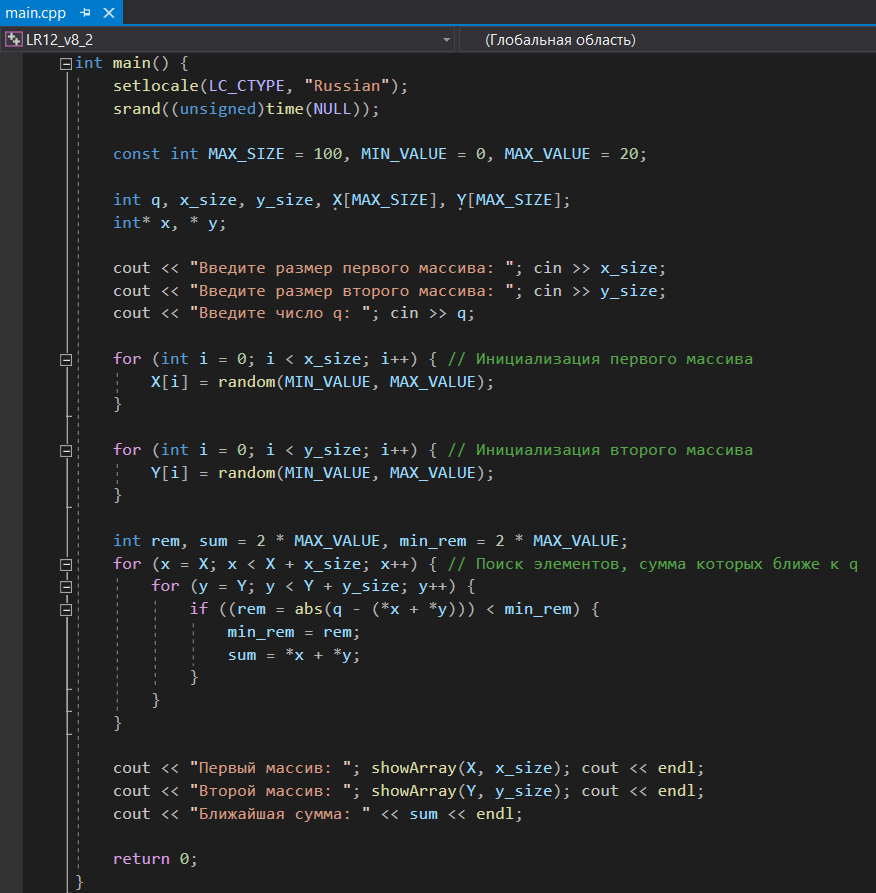 main.cpp
LR12_v8_2 (Глобальная область)
int main() {
setlocale(LC_CTYPE, "Russian");
srand((unsigned)time(NULL));
const int MAX_SIZE = 100, MIN_VALUE = 0, MAX_VALUE = 20;
int q, x_size, y_size, X[MAX_SIZE], Y[MAX_SIZE];
int* x, * y;
cout << "Введите размер первого массива: "; cin >> x_size;
cout << "Введите размер второго массива: "; cin >> y_size;
cout << "Введите число q: "; cin >> q;
for (int i = 0; i < x_size; i++) { // Инициализация первого массива
X[i] = random(MIN_VALUE, MAX_VALUE);
}
for (int i = 0; i < y_size; i++) { // Инициализация второго массива
Y[i] = random(MIN_VALUE, MAX_VALUE);
}
int rem, sum = 2 * MAX_VALUE, min_rem = 2 * MAX_VALUE;
for (x = X; x < X + x_size; x++) { // Поиск элементов, сумма которых ближе к q
for (y = Y; y < Y + y_size; y++) {
if ((rem = abs(q - (*x + *y))) < min_rem) {
min_rem = rem;
sum = *x + *y;
}
}
}
cout << "Первый массив: "; showArray(X, x_size); cout << endl;
cout << "Второй массив: "; showArray(Y, y_size); cout << endl;
cout << "Ближайшая сумма: " << sum << endl;
return 0;
}